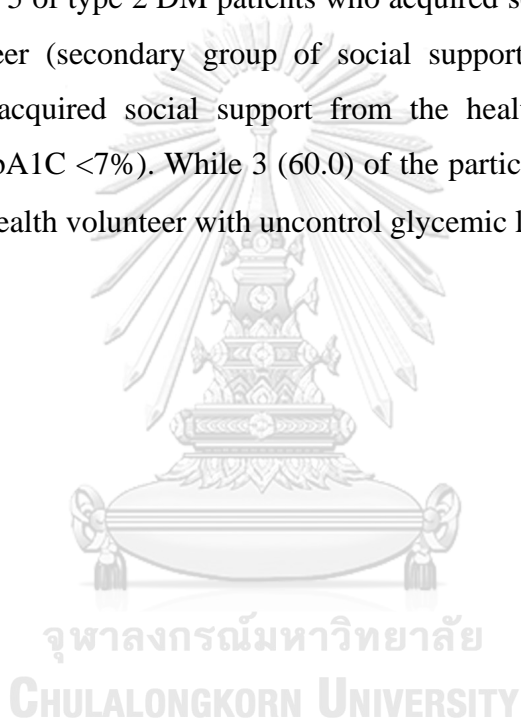 5 of type 2 DM patients who acquired s
eer (secondary group of social support
acquired social support from the heal
bA1C <7%). While 3 (60.0) of the partic
ealth volunteer with uncontrol glycemic l
จุฬาลงกรณ์มหาวิทยาลัย
CHULALONGKORN UNIVERSITY